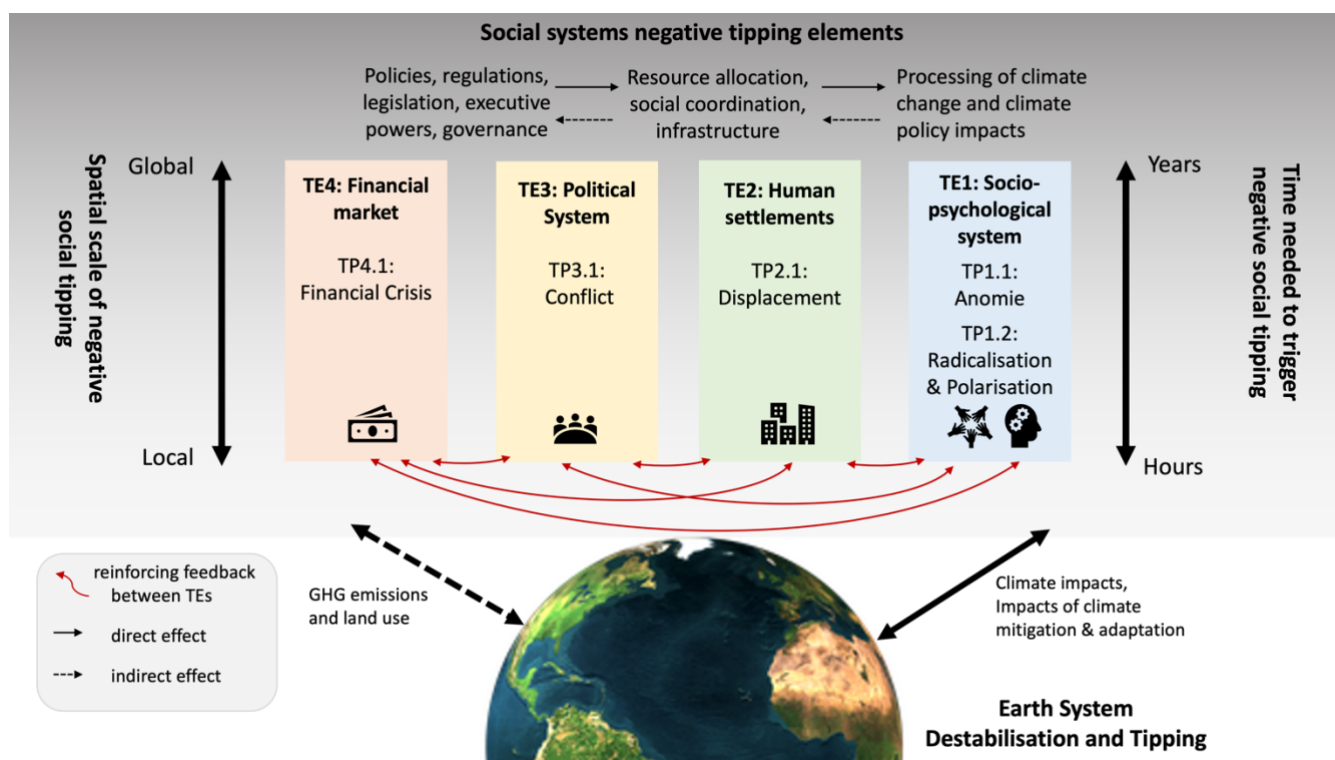 Social systems negative tipping elements
Policies, regulations,
legislation, executive
powers, governance
Resource allocation,
social coordination,
infrastructure
Processing of climate
change and climate
policy impacts
Spatial scale of negative
social tipping
Global
Local
TE4: Financial
market
TP4.1:
Financial Crisis
TE3: Political
System
TP3.1:
Conflict
TE2: Human
settlements
TP2.1:
Displacement
TE1: Socio-
psychological
system
TP1.1:
Anomie
TP1.2:
Radicalisation
& Polarisation
Years
Hours
Time needed to trigger
negative social tipping
reinforcing feedback
between TEs
direct effect
indirect effect
GHG emissions
and land use
Climate impacts,
Impacts of climate
mitigation & adaptation
Earth System
Destabilisation and Tipping